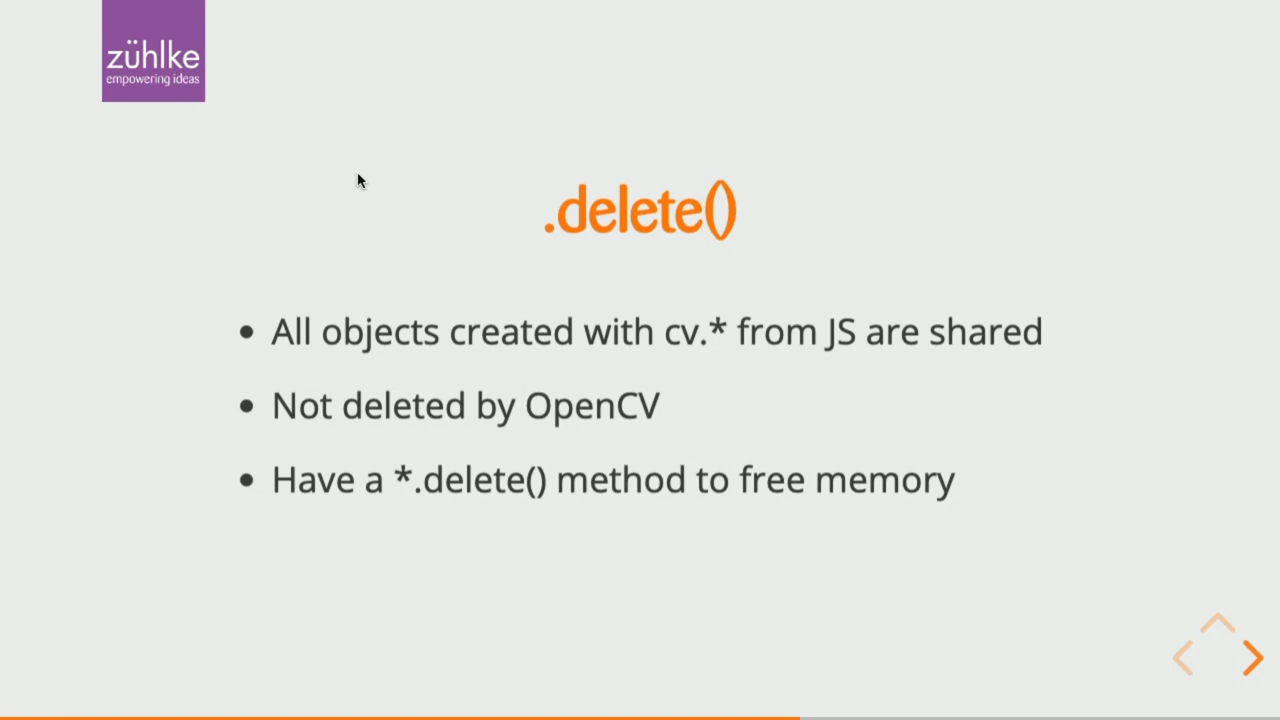 zühlke
empowering ideas
.delete()
• All objects created with cv.* from JS are shared
• Not deleted by OpenCV
• Have a *.delete() method to free memory